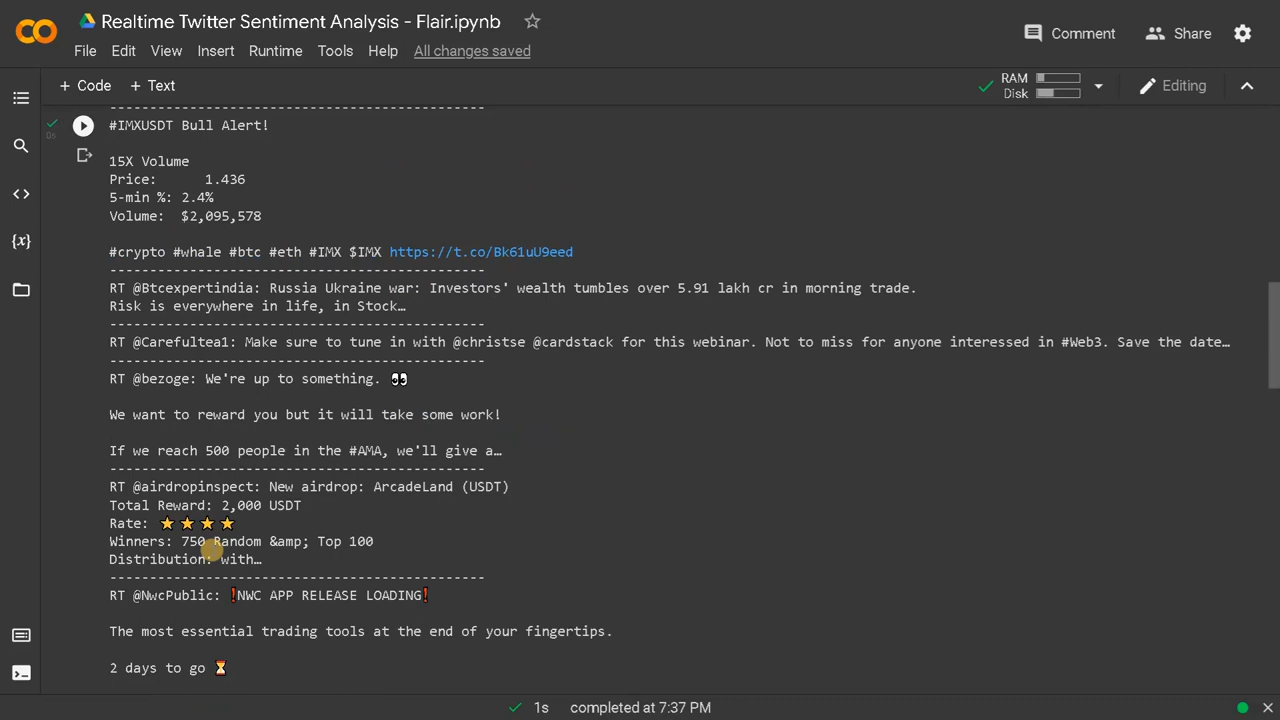 Realtime Twitter Sentiment Analysis - Flair.ipynb
Comment
Share
File Edit View Insert Runtime Tools Help All changes saved
+ Code + Text
RAM
Disk
Editing
-----------------------------------------------
#IMXUSDT Bull Alert!
0s
15X Volume
Price: 1.436
5-min %: 2.4%
Volume: $2,095,578
#crypto #whale #btc #eth #IMX $IMX https://t.co/Bk61uU9eed
-----------------------------------------------
RT @Btcexpertindia: Russia Ukraine war: Investors' wealth tumbles over 5.91 lakh cr in morning trade.
Risk is everywhere in life, in Stock…
-----------------------------------------------
RT @Carefultea1: Make sure to tune in with @christse @cardstack for this webinar. Not to miss for anyone interested in #Web3. Save the date…
-----------------------------------------------
RT @bezoge: We're up to something. 👀
We want to reward you but it will take some work!
If we reach 500 people in the #AMA, we'll give a…
-----------------------------------------------
RT @airdropinspect: New airdrop: ArcadeLand (USDT)
Total Reward: 2,000 USDT
Rate: ⭐⭐⭐⭐
Winners: 750 Random &amp; Top 100
Distribution: with…
-----------------------------------------------
RT @NwcPublic: ❗NWC APP RELEASE LOADING❗
The most essential trading tools at the end of your fingertips.
2 days to go ⏳
1s completed at 7:37 PM